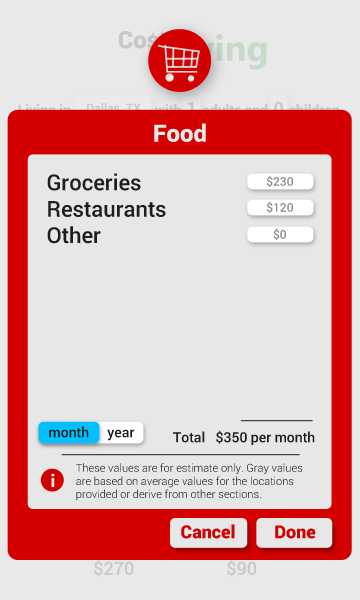 Cos ving
Living in Dallas, TX with 1 adults and 0 children
Food
Groceries $230
Restaurants $120
Other $0
month year Total $350 per month
These values are for estimate only. Gray values
are based on average values for the locations
provided or derive from other sections.
Cancel Done
$270 $90